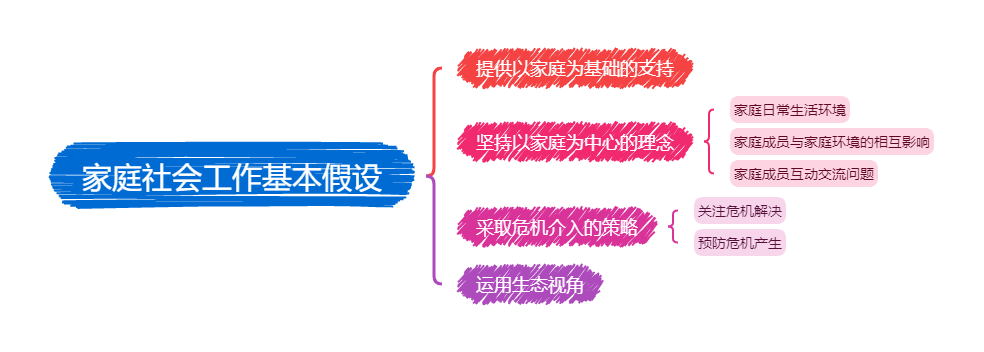 家庭社会工作基本假设
提供以家庭为基础的支持
坚持以家庭为中心的理念
家庭日常生活环境
家庭成员与家庭环境的相互影响
家庭成员互动交流问题
采取危机介入的策略
关注危机解决
预防危机产生
运用生态视角